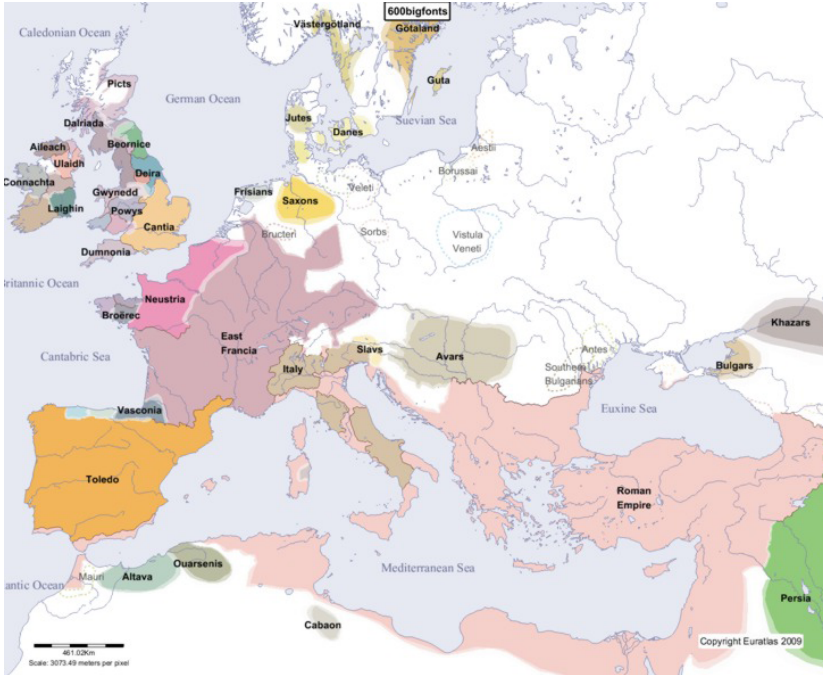 600bigfonts
Caledonian Ocean
Västergötland
Götaland
Picts
Guta
German Ocean
Dalriada
Jutes
Danes
Suevian Sea
Beornice
Aileach
Ulaidh
Aestii
Deira
Borussai
Connachta
Gwynedd
Frisians
Veleti
Laighin
Powys
Saxons
Cantia
Bructeri
Sorbs
Vistula
Veneti
Dumnonia
Britannic Ocean
Neustria
Broërec
Khazars
East
Francia
Cantabric Sea
Slavs
Avars
Antes
Italy
Southern
Bulgarians
Bulgars
Vasconia
Euxine Sea
Toledo
Roman
Empire
Ouarsenis
Mediterranean Sea
Mauri
Altava
antic Ocean
Persia
Cabaon
Copyright Euratlas 2009
461.02Km
Scale: 3073.49 meters per pixel